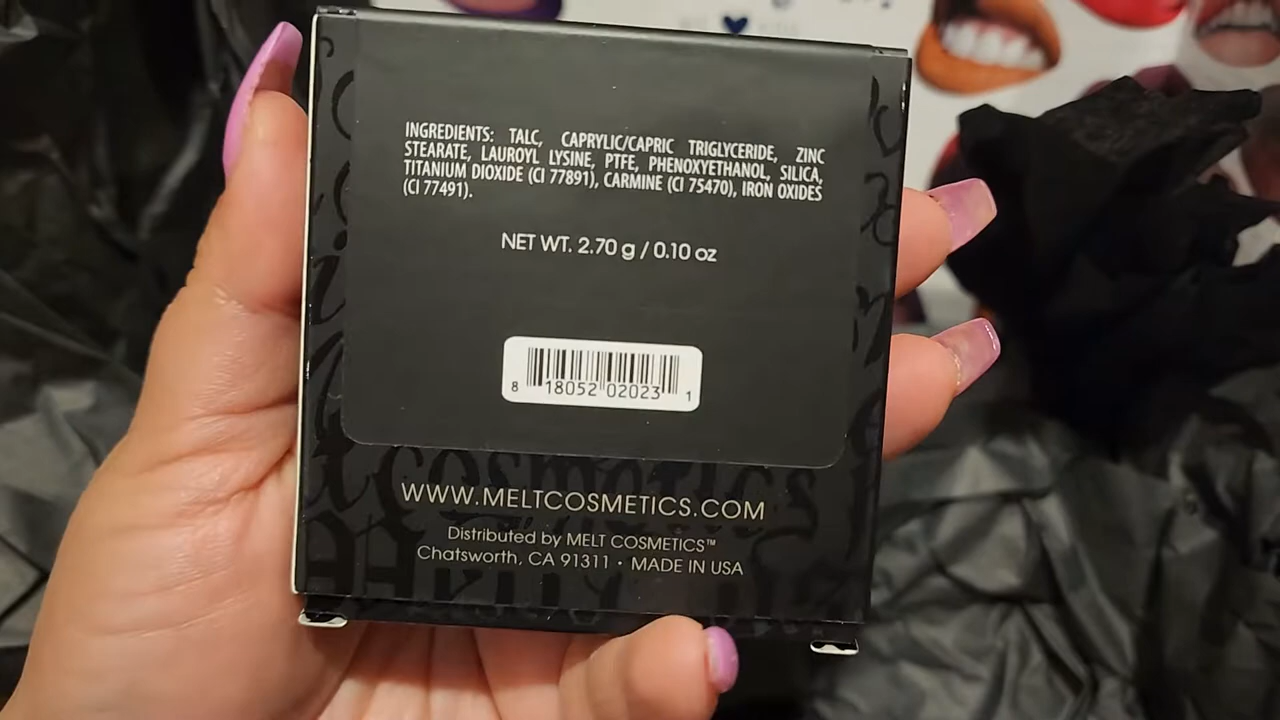 INGREDIENTS: TALC, CAPRYLIC/CAPRIC TRIGLYCERIDE, ZINC
STEARATE, LAUROYL LYSINE, PTFE, PHENOXYETHANOL, SILICA,
TITANIUM DIOXIDE (CI 77891), CARMINE (CI 75470), IRON OXIDES
(CI 77491).
NET WT. 2.70 g / 0.10 oz
8 18052 02023 1
cosmetics
WWW.MELTCOSMETICS.COM
Distributed by MELT COSMETICS™
Chatsworth, CA 91311 • MADE IN USA